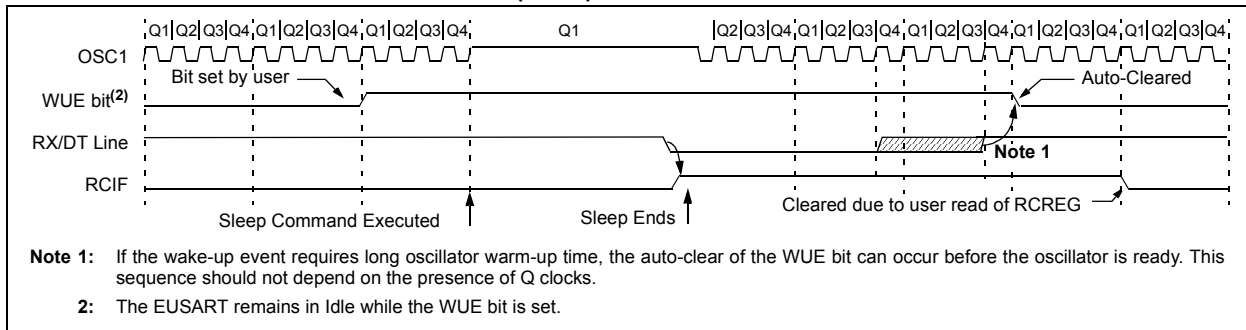 Q1 Q2 Q3 Q4 Q1 Q2 Q3 Q4 Q1 Q2 Q3 Q4 Q1 Q2 Q3 Q4 Q1 Q2 Q3 Q4 Q1 Q2 Q3 Q4 Q1 Q2 Q3 Q4 Q1 Q2 Q3 Q4
OSC1
Bit set by user
Auto-Cleared
WUE bit(2)
RX/DT Line
Note 1
RCIF
Cleared due to user read of RCREG
Sleep Command Executed
Sleep Ends
Note 1: If the wake-up event requires long oscillator warm-up time, the auto-clear of the WUE bit can occur before the oscillator is ready. This
sequence should not depend on the presence of Q clocks.
2: The EUSART remains in Idle while the WUE bit is set.